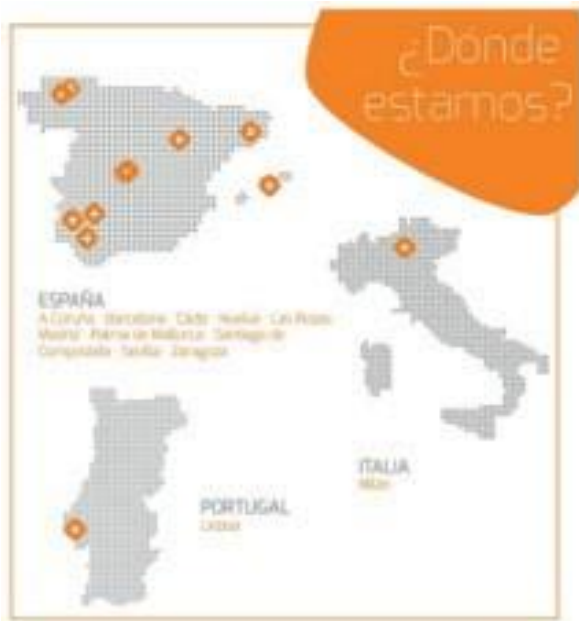 ¿Dónde
estamos?
ESPAÑA
A Coruña Barcelona Cádiz Huelva Las Rozas
Madrid Palma de Mallorca Santiago de
Compostela Sevilla Zaragoza
ITALIA
Milán
PORTUGAL
Lisboa